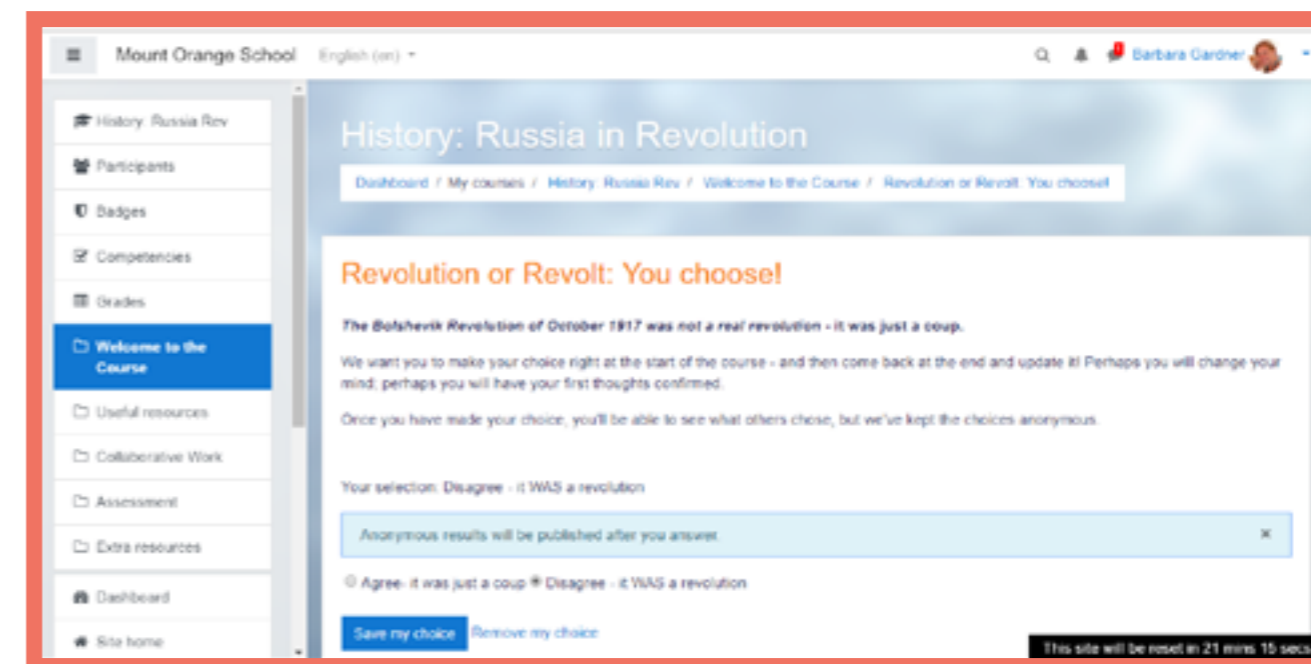 Mount Orange School English (en)
1 Barbara Gardner
History: Russia Rev
Participants
Badges
Competencies
Grades
Welcome to the
Course
Useful resources
Collaborative Work
Assessment
Extra resources
Dashboard
Site home
History: Russia in Revolution
Dashboard / My courses / History: Russia Rev / Welcome to the Course / Revolution or Revolt: You choose!
Revolution or Revolt: You choose!
The Bolshevik Revolution of October 1917 was not a real revolution - it was just a coup.
We want you to make your choice right at the start of the course - and then come back at the end and update it! Perhaps you will change your
mind; perhaps you will have your first thoughts confirmed.
Once you have made your choice, you'll be able to see what others chose, but we've kept the choices anonymous.
Your selection: Disagree - it WAS a revolution
Anonymous results will be published after you answer.
Agree- it was just a coup Disagree - it WAS a revolution
Save my choice Remove my choice
This site will be reset in 21 mins 15 secs